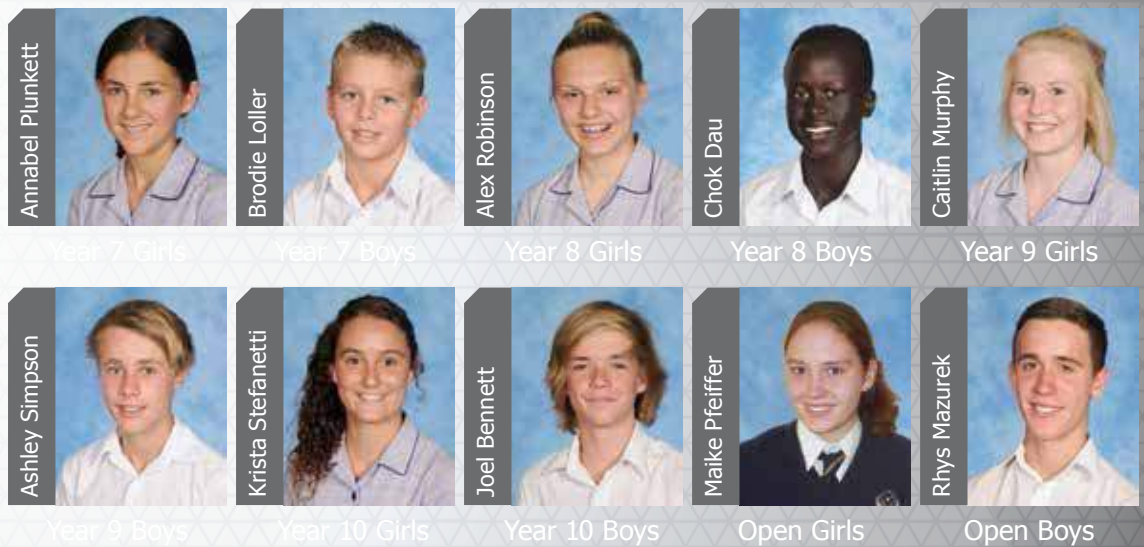 Annabel Plunkett
Year 7 Girls
Brodie Loller
Year 7 Boys
Alex Robinson
Year 8 Girls
Chok Dau
Year 8 Boys
Caitlin Murphy
Year 9 Girls
Ashley Simpson
Year 9 Boys
Krista Stefanetti
Year 10 Girls
Joel Bennett
Year 10 Boys
Maike Pfeiffer
Open Girls
Rhys Mazurek
Open Boys